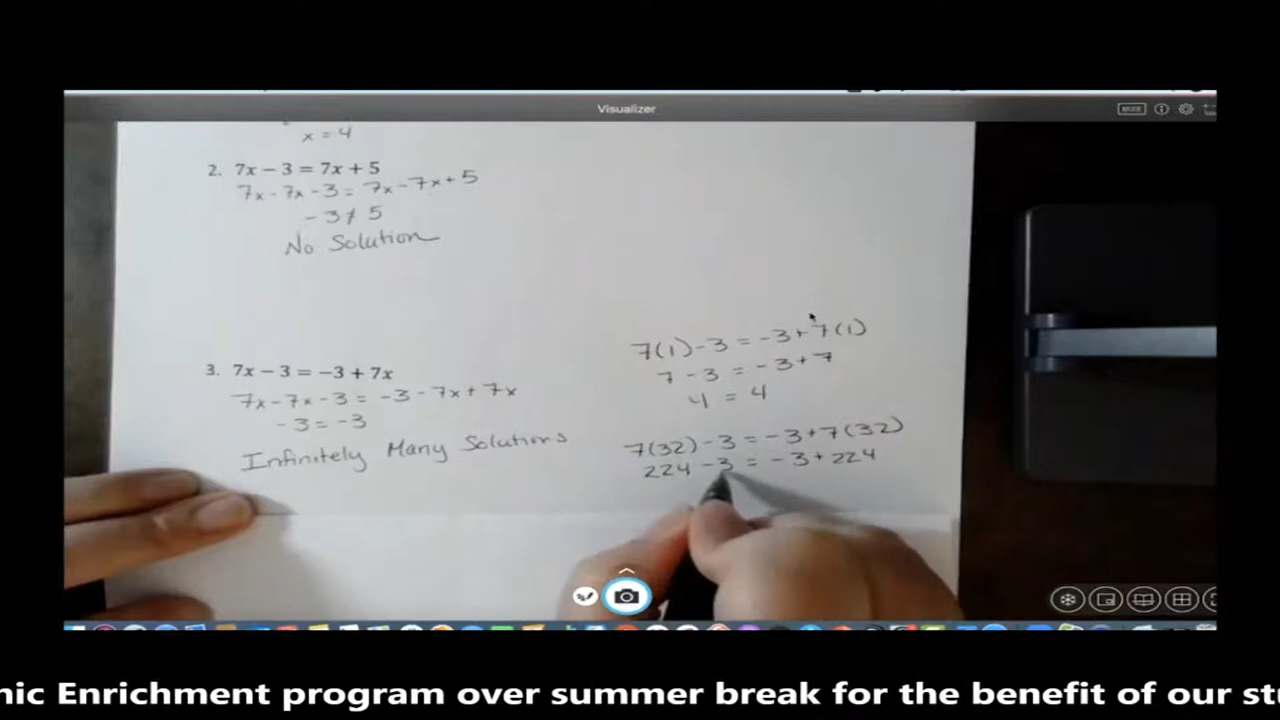 Visualizer
MODE
x = 4
2. 7x − 3 = 7x + 5
7x - 7x - 3 = 7x - 7x + 5
- 3 ≠ 5
No Solution
3. 7x − 3 = −3 + 7x
7x - 7x - 3 = -3 - 7x + 7x
- 3 = -3
Infinitely Many Solutions
7(1) - 3 = -3 + 7(1)
7 - 3 = - 3 + 7
4 = 4
7(32) - 3 = -3 + 7(32)
224 - 3 = - 3 + 224
Enrichment program over summer break for the benefit of our